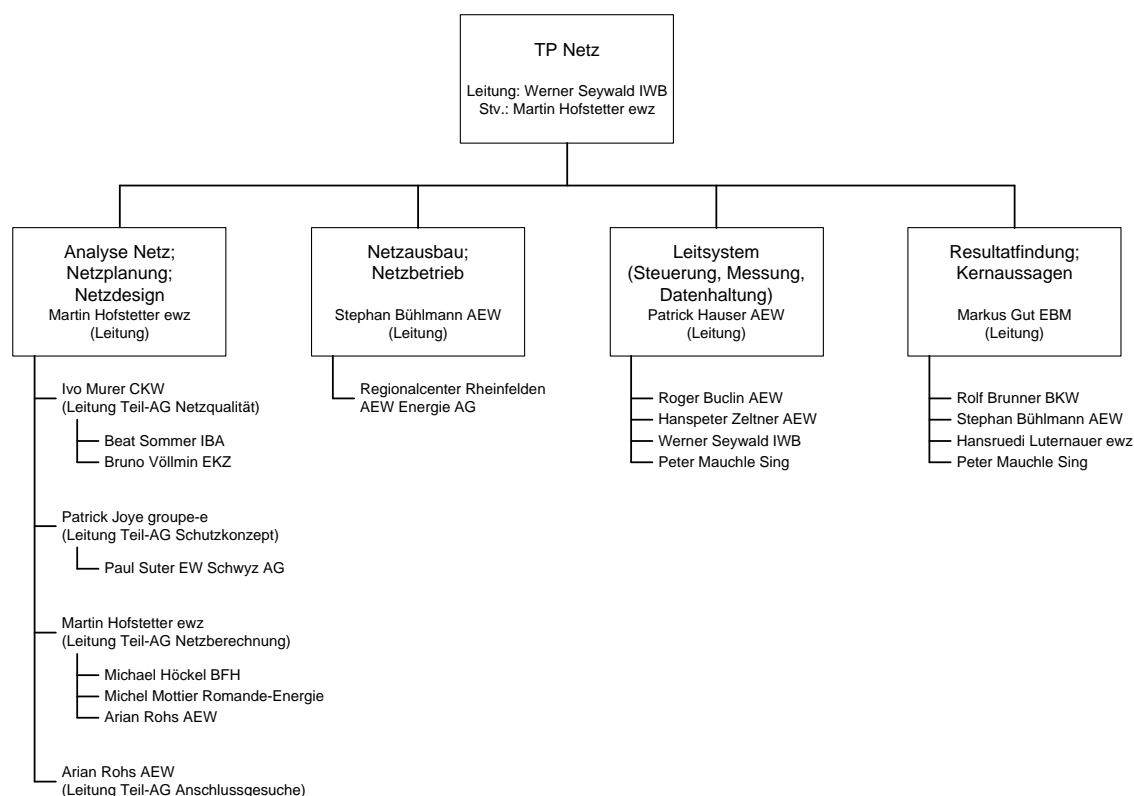 TP Netz
Leitung: Werner Seywald IWB
Stv.: Martin Hofstetter ewz
Analyse Netz;
Netzplanung;
Netzdesign
Martin Hofstetter ewz
(Leitung)
Ivo Murer CKW
(Leitung Teil-AG Netzqualität)
Beat Sommer IBA
Bruno Völlmin EKZ
Patrick Joye groupe-e
(Leitung Teil-AG Schutzkonzept)
Paul Suter EW Schwyz AG
Martin Hofstetter ewz
(Leitung Teil-AG Netzberechnung)
Michael Höckel BFH
Michel Mottier Romande-Energie
Arian Rohs AEW
Arian Rohs AEW
(Leitung Teil-AG Anschlussgesuche)
Netzausbau;
Netzbetrieb
Stephan Bühlmann AEW
(Leitung)
Regionalcenter Rheinfelden
AEW Energie AG
Leitsystem
(Steuerung, Messung,
Datenhaltung)
Patrick Hauser AEW
(Leitung)
Roger Buclin AEW
Hanspeter Zeltner AEW
Werner Seywald IWB
Peter Mauchle Sing
Resultatfindung;
Kernaussagen
Markus Gut EBM
(Leitung)
Rolf Brunner BKW
Stephan Bühlmann AEW
Hansruedi Luternauer ewz
Peter Mauchle Sing